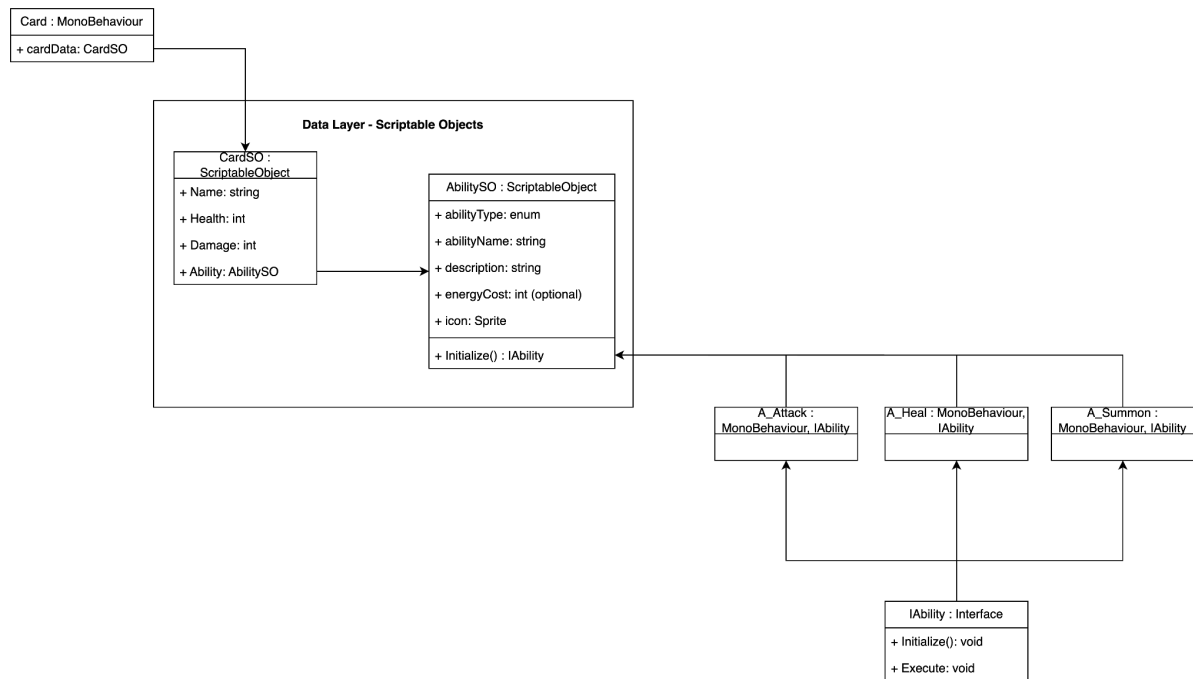 Card : MonoBehaviour
+ cardData: CardSO
Data Layer - Scriptable Objects
CardSO :
ScriptableObject
+ Name: string
+ Health: int
+ Damage: int
+ Ability: AbilitySO
AbilitySO : ScriptableObject
+ abilityType: enum
+ abilityName: string
+ description: string
+ energyCost: int (optional)
+ icon: Sprite
+ Initialize() : IAbility
A_Attack :
MonoBehaviour, IAbility
A_Heal : MonoBehaviour,
IAbility
A_Summon :
MonoBehaviour, IAbility
IAbility : Interface
+ Initialize(): void
+ Execute: void